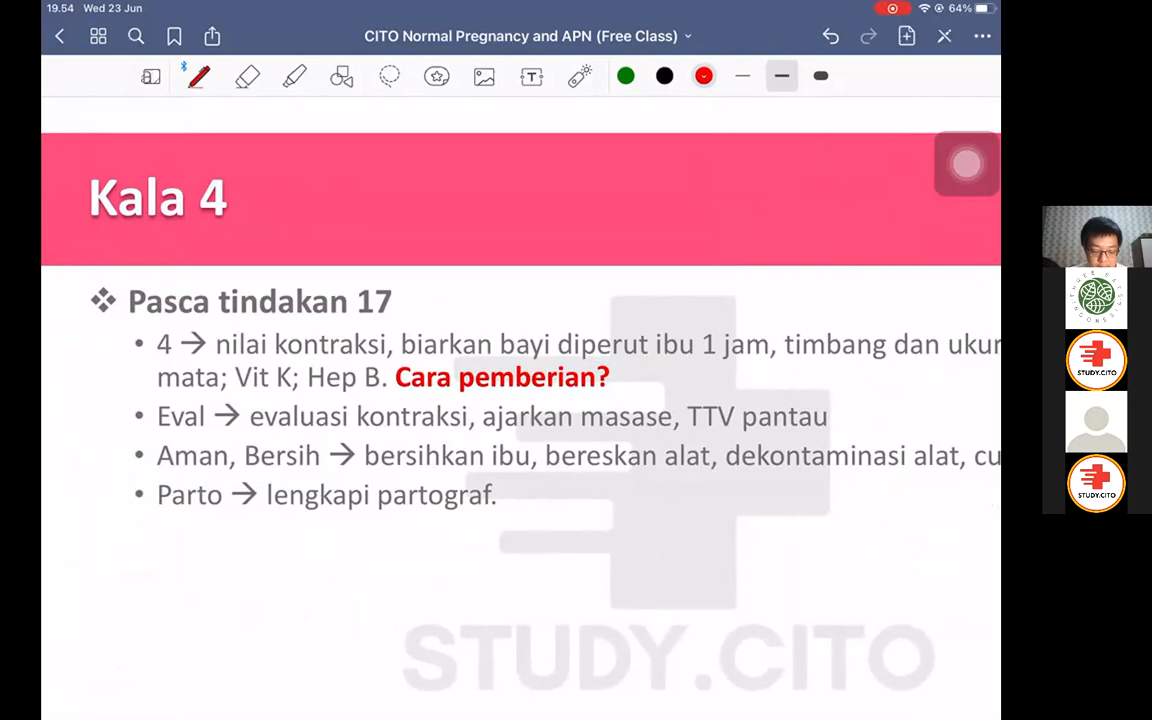 19.54 Wed 23 Jun
64%
CITO Normal Pregnancy and APN (Free Class)
T
Kala 4
Pasca tindakan 17
• 4 → nilai kontraksi, biarkan bayi diperut ibu 1 jam, timbang dan ukur
mata; Vit K; Hep B. Cara pemberian?
• Eval → evaluasi kontraksi, ajarkan masase, TTV pantau
• Aman, Bersih → bersihkan ibu, bereskan alat, dekontaminasi alat, cu
• Parto → lengkapi partograf.
STUDY.CITO
STUDY.CITO
STUDY.CITO